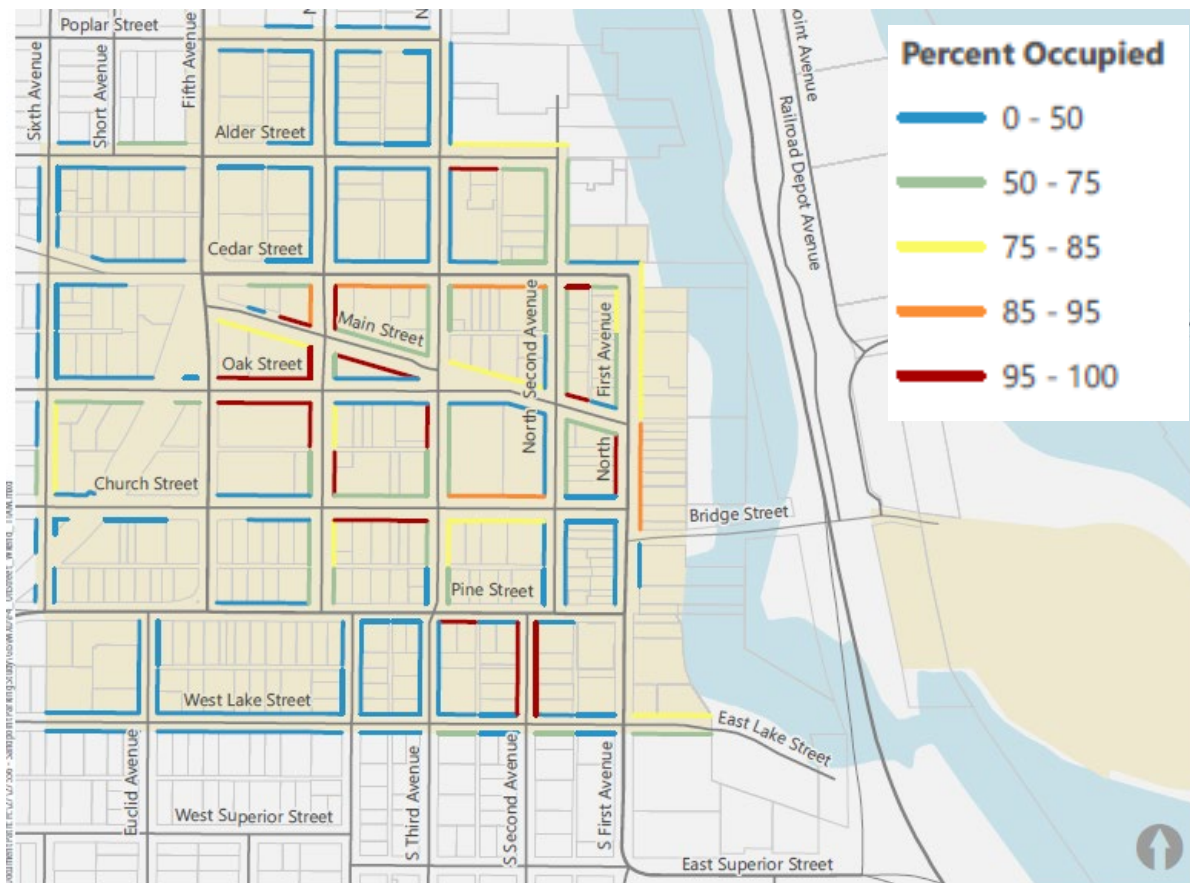 Poplar Street
Sixth Avenue
Short Avenue
Fifth Avenue
N
N
Alder Street
Cedar Street
Main Street
Oak Street
North Second Avenue
North First Avenue
Church Street
Bridge Street
Pine Street
West Lake Street
East Lake Street
Euclid Avenue
West Superior Street
S Third Avenue
S Second Avenue
S First Avenue
East Superior Street
oint Avenue
Railroad Depot Avenue
Percent Occupied
0 - 50
50 - 75
75 - 85
85 - 95
95 - 100